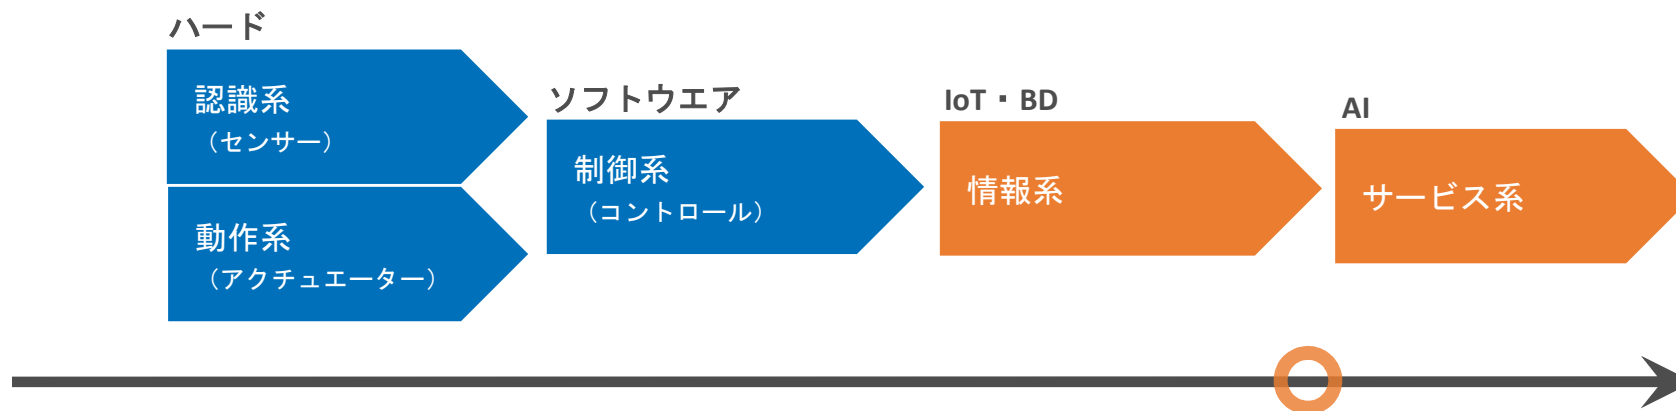 ハード
認識系
（センサー）
動作系
（アクチュエーター）
ソフトウエア
制御系
（コントロール）
IoT・BD
情報系
AI
サービス系